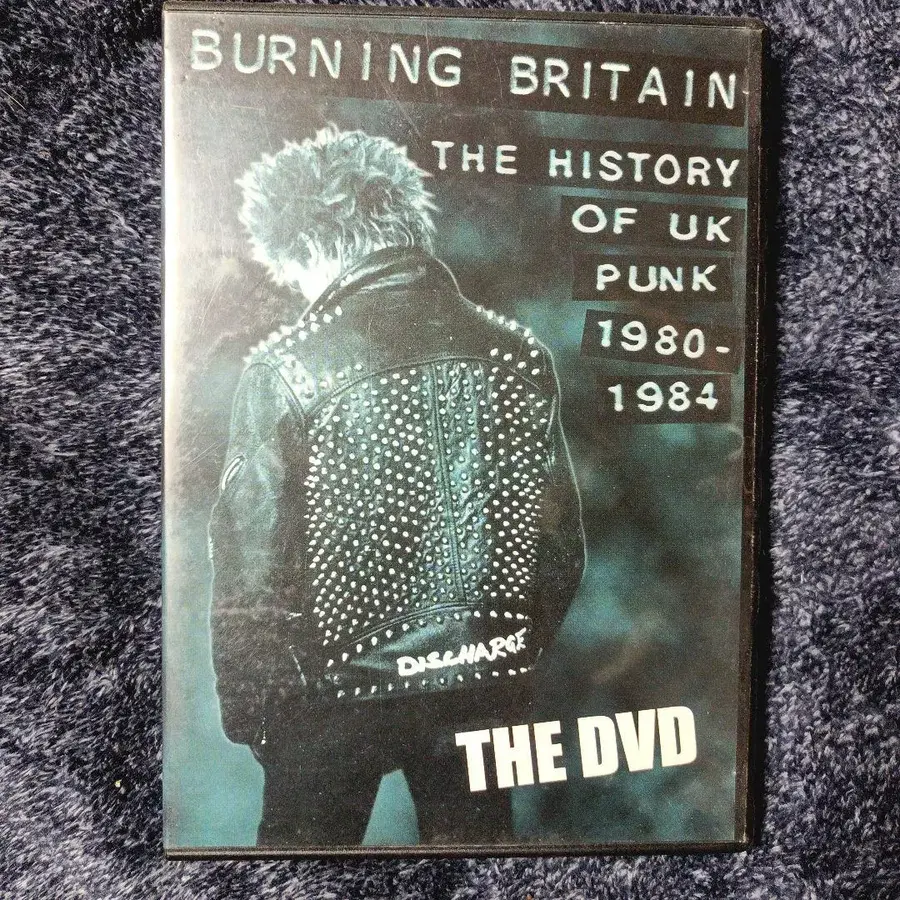 BURNING BRITAIN
THE HISTORY
OF UK
PUNK
1980-
1984
DISCHARGE
THE DVD